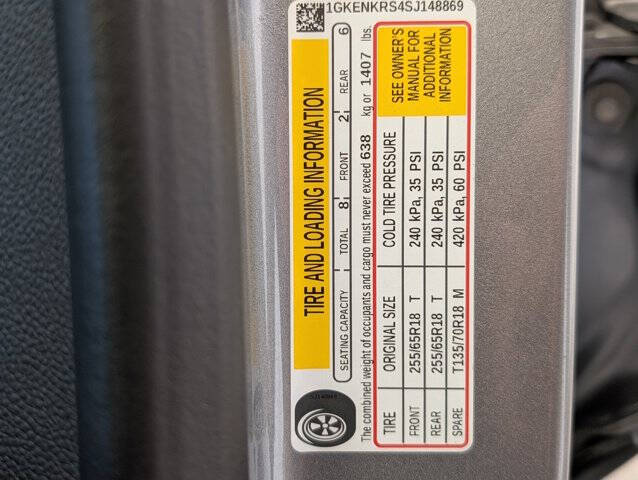 1GKENKRS4SJ148869
TIRE AND LOADING INFORMATION
SEATING CAPACITY TOTAL 8 FRONT 2 REAR 6
The combined weight of occupants and cargo must never exceed 638 kg or 1407 lbs.
TIRE ORIGINAL SIZE COLD TIRE PRESSURE
FRONT 255/65R18 T 240 kPa, 35 PSI
REAR 255/65R18 T 240 kPa, 35 PSI
SPARE T135/70R18 M 420 kPa, 60 PSI
SEE OWNER'S
MANUAL FOR
ADDITIONAL
INFORMATION